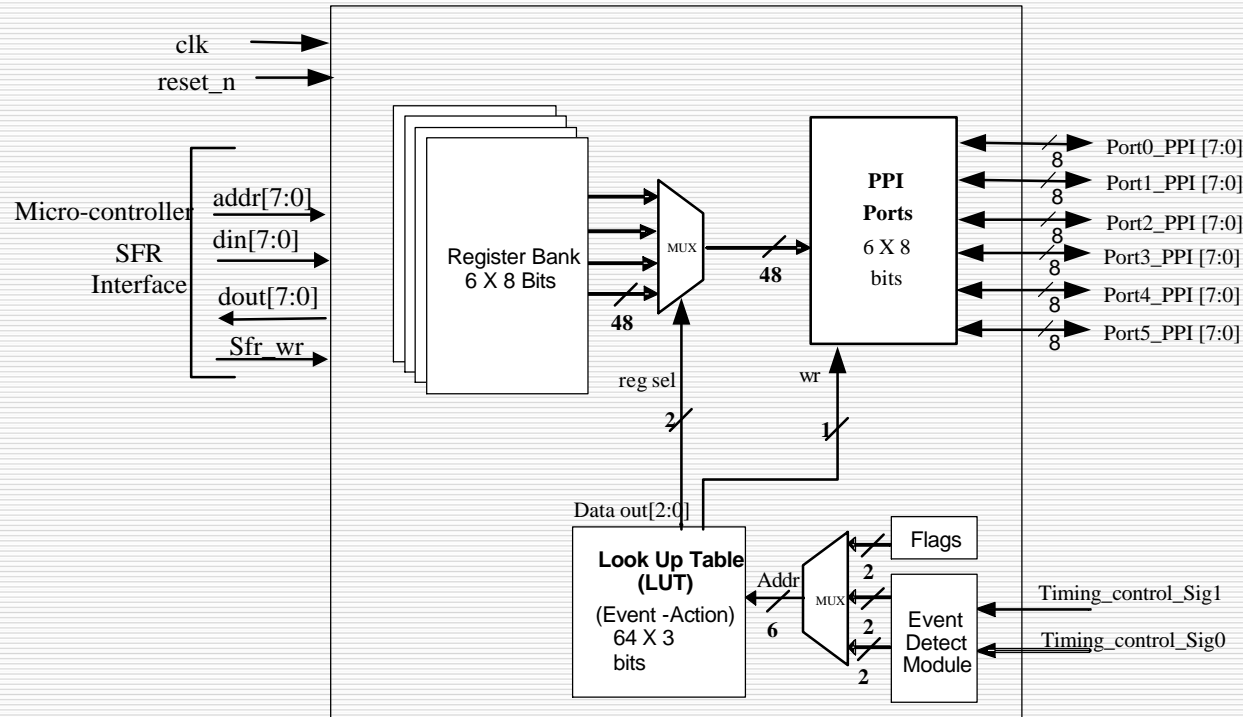 clk
reset_n
Micro-controller
SFR
Interface
addr[7:0]
din[7:0]
dout[7:0]
Sfr_wr
Register Bank
6 X 8 Bits
48
MUX
48
PPI
Ports
6 X 8
bits
8
Port0_PPI [7:0]
8
Port1_PPI [7:0]
8
Port2_PPI [7:0]
8
Port3_PPI [7:0]
8
Port4_PPI [7:0]
8
Port5_PPI [7:0]
reg sel
2
wr
1
Data out[2:0]
Look Up Table
(LUT)
(Event -Action)
64 X 3
bits
Addr
6
MUX
2
2
2
Flags
Event
Detect
Module
Timing_control_Sig1
Timing_control_Sig0